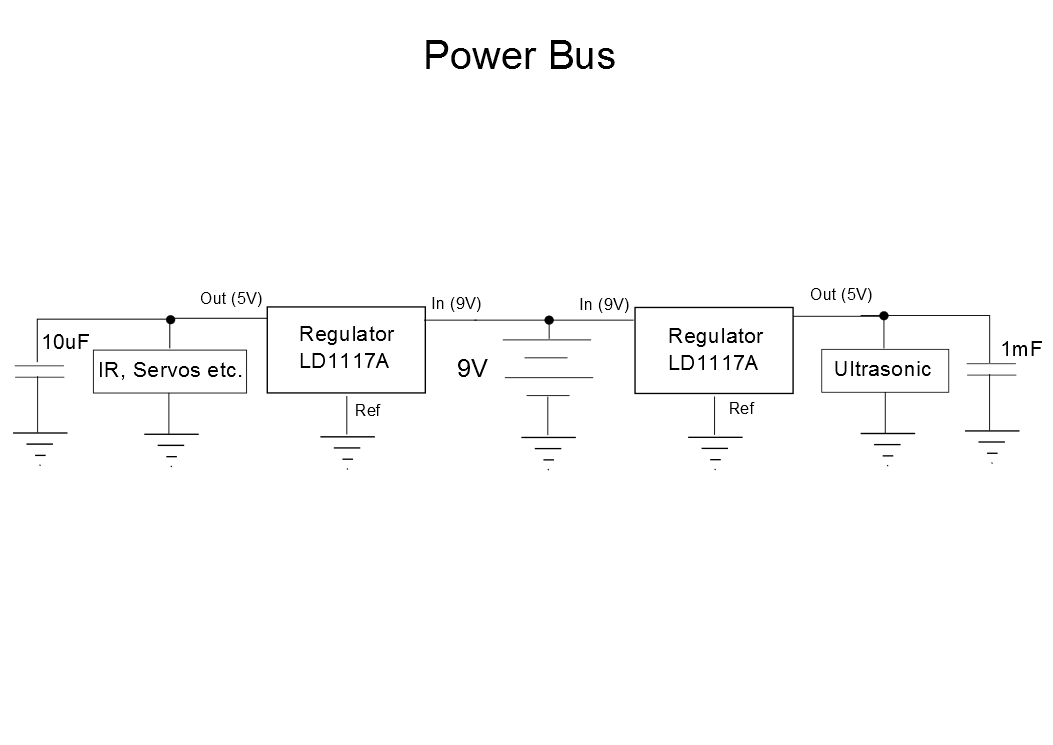 Power Bus
Out (5V)
In (9V)
In (9V)
Out (5V)
10uF
IR, Servos etc.
Regulator
LD1117A
Ref
9V
Regulator
LD1117A
Ref
Ultrasonic
1mF